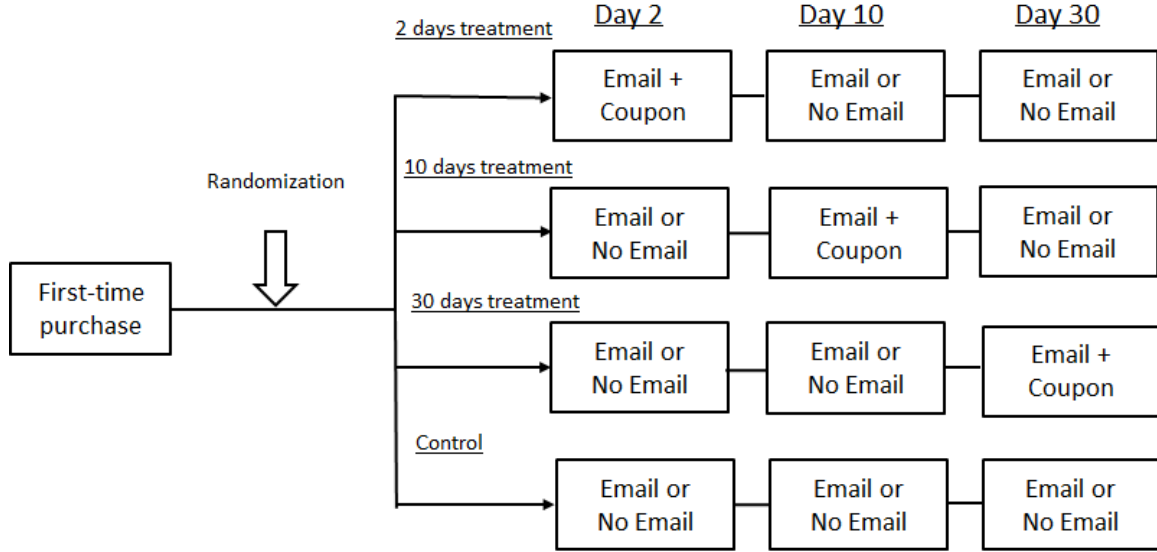 2 days treatment
Day 2
Day 10
Day 30
Email +
Coupon
Email or
No Email
Email or
No Email
10 days treatment
Randomization
Email or
No Email
Email +
Coupon
Email or
No Email
First-time
purchase
30 days treatment
Email or
No Email
Email or
No Email
Email +
Coupon
Control
Email or
No Email
Email or
No Email
Email or
No Email